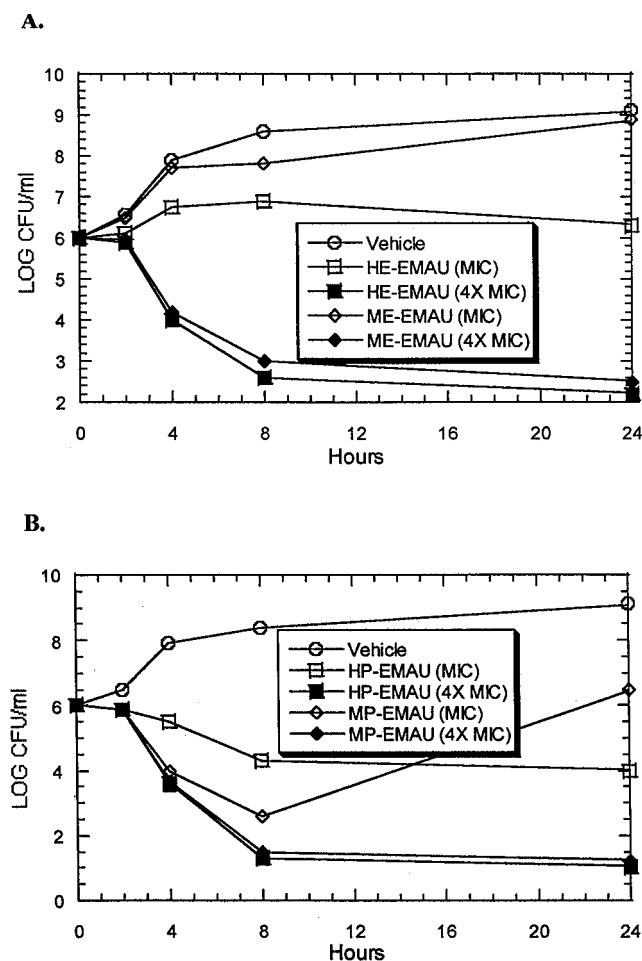 A.
10
9
8
7
6
5
4
3
2
LOG CFU/ml
Vehicle
HE-EMAU (MIC)
HE-EMAU (4X MIC)
ME-EMAU (MIC)
ME-EMAU (4X MIC)
0 4 8 12 16 20 24
Hours
B.
10
8
6
4
2
0
LOG CFU/ml
Vehicle
HP-EMAU (MIC)
HP-EMAU (4X MIC)
MP-EMAU (MIC)
MP-EMAU (4X MIC)
0 4 8 12 16 20 24
Hours